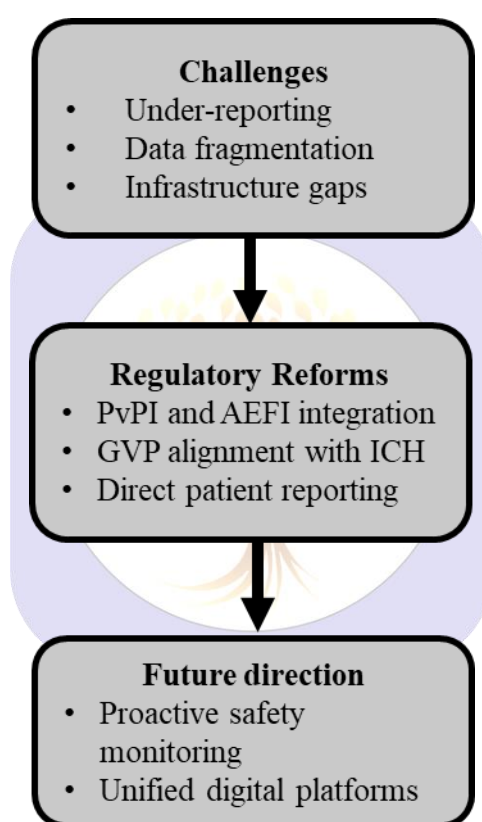 Challenges
• Under-reporting
• Data fragmentation
• Infrastructure gaps
Regulatory Reforms
• PvPI and AEFI integration
• GVP alignment with ICH
• Direct patient reporting
Future direction
• Proactive safety
monitoring
• Unified digital platforms